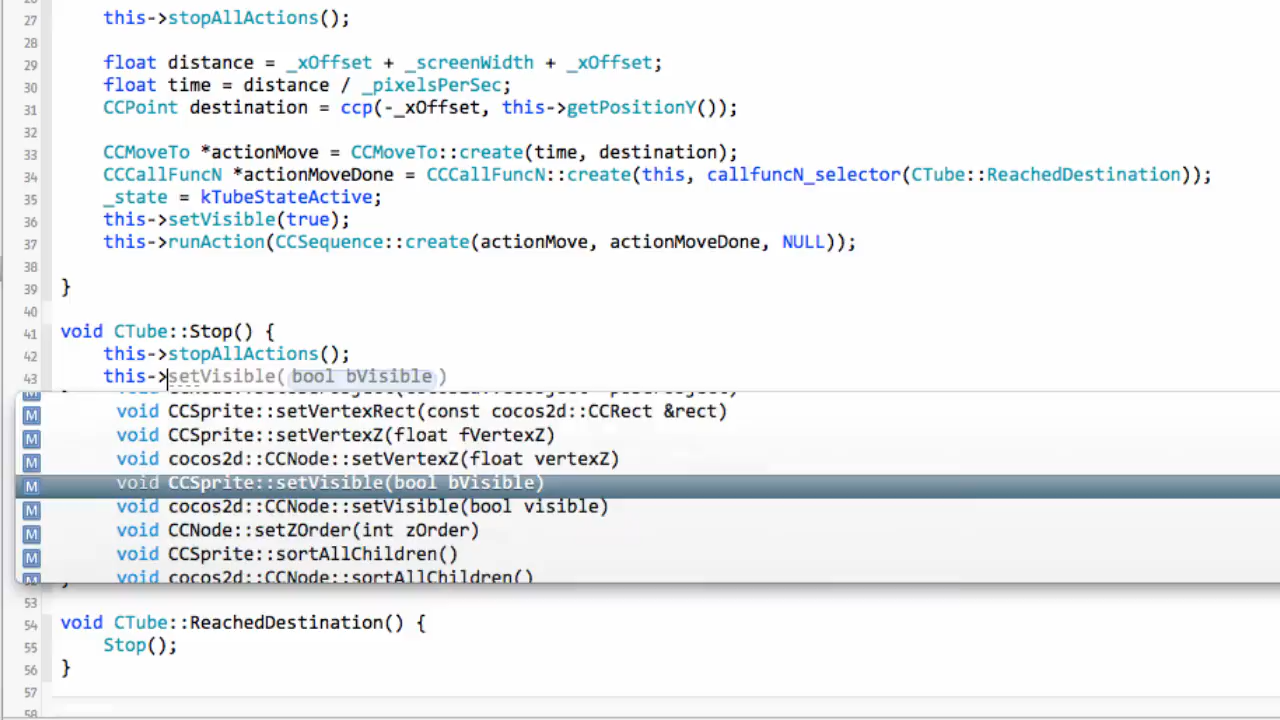 27 this->stopAllActions();
28
29 float distance = _xOffset + _screenWidth + _xOffset;
30 float time = distance / _pixelsPerSec;
31 CCPoint destination = ccp(-_xOffset, this->getPositionY());
32
33 CCMoveTo *actionMove = CCMoveTo::create(time, destination);
34 CCCallFuncN *actionMoveDone = CCCallFuncN::create(this, callfuncN_selector(CTube::ReachedDestination));
35 _state = kTubeStateActive;
36 this->setVisible(true);
37 this->runAction(CCSequence::create(actionMove, actionMoveDone, NULL));
38
39 }
40
41 void CTube::Stop() {
42 this->stopAllActions();
43 this->setVisible(bool bVisible)
M void CCSprite::setVertexRect(const cocos2d::CCRect &rect)
M void CCSprite::setVertexZ(float fVertexZ)
M void cocos2d::CCNode::setVertexZ(float vertexZ)
M void CCSprite::setVisible(bool bVisible)
M void cocos2d::CCNode::setVisible(bool visible)
M void CCNode::setZOrder(int zOrder)
M void CCSprite::sortAllChildren()
M void cocos2d::CCNode::sortAllChildren()
53
54 void CTube::ReachedDestination() {
55 Stop();
56 }
57
58